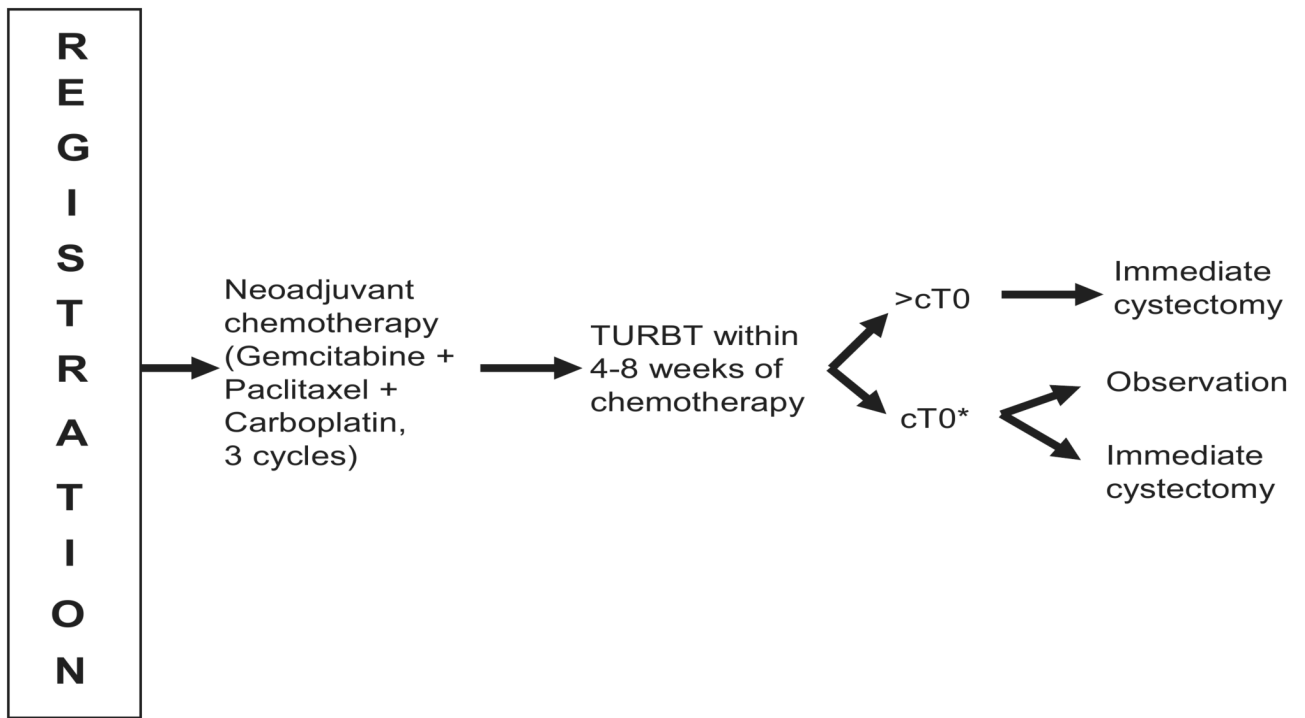 REGISTRATION
Neoadjuvant
chemotherapy
(Gemcitabine +
Paclitaxel +
Carboplatin,
3 cycles)
TURBT within
4-8 weeks of
chemotherapy
>cT0
Immediate
cystectomy
cT0*
Observation
Immediate
cystectomy